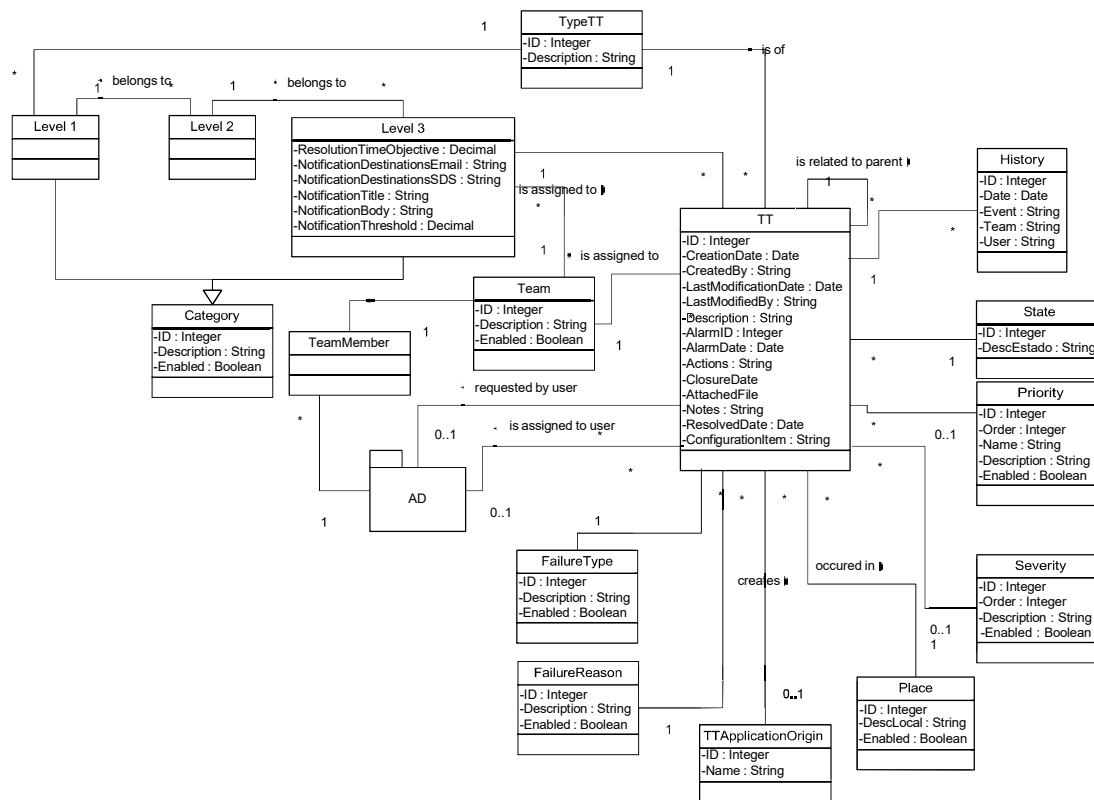 TypeTT
-ID : Integer
-Description : String
1
*
is of
1
1
belongs to
*
1
* belongs to
*
Level 1
Level 2
Level 3
-ResolutionTimeObjective : Decimal
-NotificationDestinationsEmail : String
-NotificationDestinationsSDS : String
-NotificationTitle : String
-NotificationBody : String
-NotificationThreshold : Decimal
1
is assigned to
*
1
is assigned to
*
*
is related to parent
1
*
History
-ID : Integer
-Date : Date
-Event : String
-Team : String
-User : String
*
1
TT
-ID : Integer
-CreationDate : Date
-CreatedBy : String
-LastModificationDate : Date
-LastModifiedBy : String
-Description : String
-AlarmID : Integer
-AlarmDate : Date
-Actions : String
-ClosureDate
-AttachedFile
-Notes : String
-ResolvedDate : Date
-ConfigurationItem : String
Category
-ID : Integer
-Description : String
-Enabled : Boolean
Team
-ID : Integer
-Description : String
-Enabled : Boolean
1
1
TeamMember
State
-ID : Integer
-DescEstado : String
*
1
Priority
-ID : Integer
-Order : Integer
-Name : String
-Description : String
-Enabled : Boolean
*
0..1
requested by user
*
0..1
is assigned to user
*
*
AD
1
0..1
*
*
*
*
*
1
FailureType
-ID : Integer
-Description : String
-Enabled : Boolean
creates
occured in
Severity
-ID : Integer
-Order : Integer
-Description : String
-Enabled : Boolean
0..1
1
FailureReason
-ID : Integer
-Description : String
-Enabled : Boolean
1
0..1
TTApplicationOrigin
-ID : Integer
-Name : String
Place
-ID : Integer
-DescLocal : String
-Enabled : Boolean